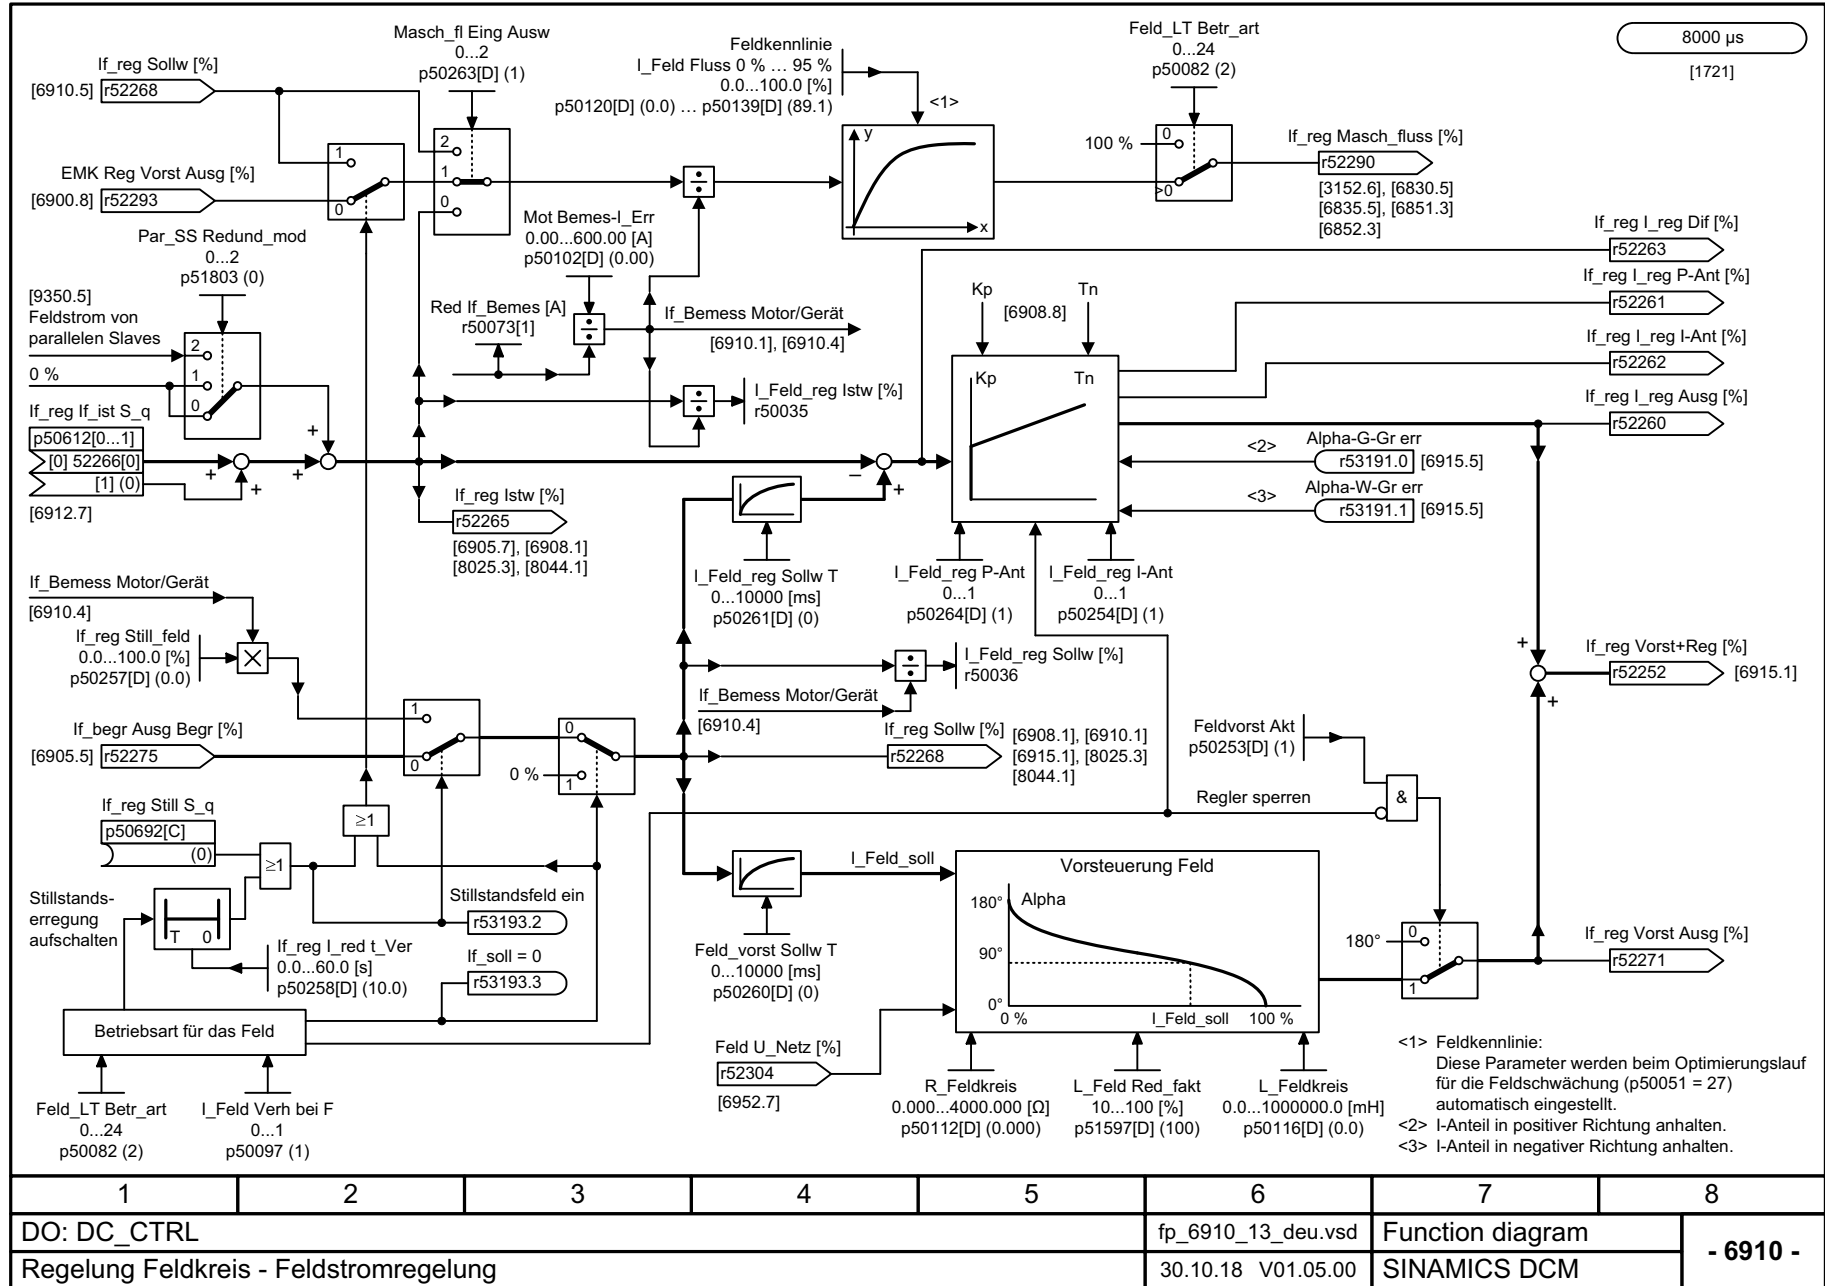 If_reg Sollw [%]
[6910.5] r52268
EMK Reg Vorst Ausg [%]
[6900.8] r52293
1
0
Masch_fl Eing Ausw
0...2
p50263[D] (1)
2
1
0
Feldkennlinie
I_Feld Fluss 0 % ... 95 %
0.0...100.0 [%]
p50120[D] (0.0) ... p50139[D] (89.1)
<1>
y
x
÷
Feld_LT Betr_art
0...24
p50082 (2)
100 %
0
>0
If_reg Masch_fluss [%]
r52290
[3152.6], [6830.5]
[6835.5], [6851.3]
[6852.3]
8000 µs
[1721]
Par_SS Redund_mod
0...2
p51803 (0)
[9350.5]
Feldstrom von
parallelen Slaves
0 %
2
1
0
If_reg If_ist S_q
p50612[0...1]
[0] 52266[0]
[1] (0)
[6912.7]
+
+
+
+
Mot Bemes-I_Err
0.00...600.00 [A]
p50102[D] (0.00)
Red If_Bemes [A]
r50073[1]
÷
If_Bemess Motor/Gerät
[6910.1], [6910.4]
÷
I_Feld_reg Istw [%]
r50035
If_reg Istw [%]
r52265
[6905.7], [6908.1]
[8025.3], [8044.1]
–
+
I_Feld_reg Sollw T
0...10000 [ms]
p50261[D] (0)
Kp
Tn
[6908.8]
Kp
Tn
I_Feld_reg P-Ant
0...1
p50264[D] (1)
I_Feld_reg I-Ant
0...1
p50254[D] (1)
If_reg I_reg Dif [%]
r52263
If_reg I_reg P-Ant [%]
r52261
If_reg I_reg I-Ant [%]
r52262
If_reg I_reg Ausg [%]
r52260
<2>
Alpha-G-Gr err
r53191.0 [6915.5]
<3>
Alpha-W-Gr err
r53191.1 [6915.5]
If_Bemess Motor/Gerät
[6910.4]
If_reg Still_feld
0.0...100.0 [%]
p50257[D] (0.0)
If_begr Ausg Begr [%]
[6905.5] r52275
1
0
0
0 %
1
÷
I_Feld_reg Sollw [%]
r50036
If_Bemess Motor/Gerät
[6910.4]
If_reg Sollw [%]
r52268
[6908.1], [6910.1]
[6915.1], [8025.3]
[8044.1]
+
+
If_reg Vorst+Reg [%]
r52252 [6915.1]
Feldvorst Akt
p50253[D] (1)
Regler sperren
&
If_reg Still S_q
p50692[C]
(0)
≥1
≥1
Stillstands-
erregung
aufschalten
T 0
If_reg I_red t_Ver
0.0...60.0 [s]
p50258[D] (10.0)
Stillstandsfeld ein
r53193.2
If_soll = 0
r53193.3
Betriebsart für das Feld
Feld_LT Betr_art
0...24
p50082 (2)
I_Feld Verh bei F
0...1
p50097 (1)
I_Feld_soll
Feld_vorst Sollw T
0...10000 [ms]
p50260[D] (0)
Feld U_Netz [%]
r52304
[6952.7]
Vorsteuerung Feld
180°
Alpha
90°
0°
0 %
I_Feld_soll
100 %
R_Feldkreis
0.000...4000.000 [Ω]
p50112[D] (0.000)
L_Feld Red_fakt
10...100 [%]
p51597[D] (100)
L_Feldkreis
0.0...1000000.0 [mH]
p50116[D] (0.0)
180°
0
1
If_reg Vorst Ausg [%]
r52271
<1> Feldkennlinie:
Diese Parameter werden beim Optimierungslauf
für die Feldschwächung (p50051 = 27)
automatisch eingestellt.
<2> I-Anteil in positiver Richtung anhalten.
<3> I-Anteil in negativer Richtung anhalten.
1 2 3 4 5 6 7 8
DO: DC_CTRL
fp_6910_13_deu.vsd
Function diagram
- 6910 -
Regelung Feldkreis - Feldstromregelung
30.10.18 V01.05.00
SINAMICS DCM